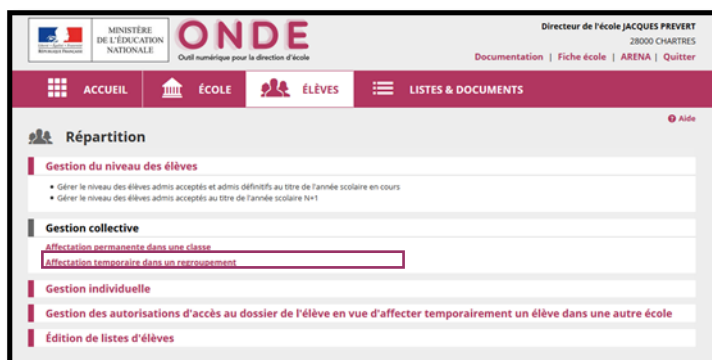 MINISTÈRE
DE L'ÉDUCATION
NATIONALE
ONDE
Outil numérique pour la direction d'école
Directeur de l'école JACQUES PREVERT
28000 CHARTRES
Documentation | Fiche école | ARENA | Quitter
ACCUEIL ÉCOLE ÉLÈVES LISTES & DOCUMENTS
Aide
Répartition
Gestion du niveau des élèves
• Gérer le niveau des élèves admis acceptés et admis définitifs au titre de l'année scolaire en cours
• Gérer le niveau des élèves admis acceptés au titre de l'année scolaire N+1
Gestion collective
Affectation permanente dans une classe
Affectation temporaire dans un regroupement
Gestion individuelle
Gestion des autorisations d'accès au dossier de l'élève en vue d'affecter temporairement un élève dans une autre école
Édition de listes d'élèves